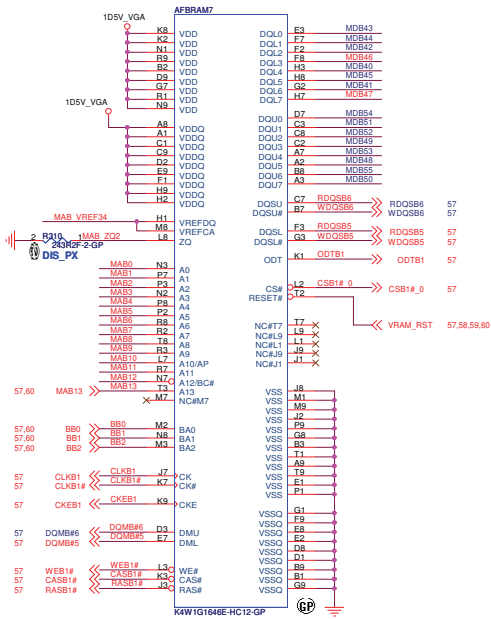 AFBRAM7
1D5V_VGA
K8 VDD DQL0 E3 MDB43
K2 VDD DQL1 F7 MDB44
N1 VDD DQL2 F2 MDB42
R9 VDD DQL3 F8 MDB46
B2 VDD DQL4 H3 MDB40
D9 VDD DQL5 H8 MDB45
G7 VDD DQL6 G2 MDB41
R1 VDD DQL7 H7 MDB47
N9 VDD
1D5V_VGA
DQU0 D7 MDB54
A8 VDDQ DQU1 C3 MDB51
A1 VDDQ DQU2 C8 MDB52
C1 VDDQ DQU3 C2 MDB49
C9 VDDQ DQU4 A7 MDB53
D2 VDDQ DQU5 A2 MDB48
E9 VDDQ DQU6 B8 MDB55
F1 VDDQ DQU7 A3 MDB50
H9 VDDQ
H2 VDDQ DQSU C7 RDQSB6 RDQSB6 57
DQSU# B7 WDQSB6 WDQSB6 57
MAB_VREF34 H1 VREFDQ
M8 VREFCA DQSL F3 RDQSB5 RDQSB5 57
2 R310 1 MAB_ZQ2 L8 ZQ DQSL# G3 WDQSB5 WDQSB5 57
243R2F-2-GP
DIS_PX
ODT K1 ODTB1 ODTB1 57
MAB0 N3 A0
MAB1 P7 A1
MAB2 P3 A2 CS# L2 CSB1#_0 CSB1#_0 57
MAB3 N2 A3 RESET# T2
MAB4 P8 A4
MAB5 P2 A5
MAB6 R8 A6 NC#T7 T7 VRAM_RST 57,58,59,60
MAB7 R2 A7 NC#L9 L9
MAB8 T8 A8 NC#L1 L1
MAB9 R3 A9 NC#J9 J9
MAB10 L7 A10/AP NC#J1 J1
MAB11 R7 A11
MAB12 N7 A12/BC#
57,60 MAB13 MAB13 T3 A13 VSS J8
M7 NC#M7 VSS M1
VSS M9
VSS J2
57,60 BB0 BB0 M2 BA0 VSS P9
57,60 BB1 BB1 N8 BA1 VSS G8
57,60 BB2 BB2 M3 BA2 VSS B3
VSS T1
VSS A9
57 CLKB1 CLKB1 J7 CK VSS T9
57 CLKB1# CLKB1# K7 CK# VSS E1
VSS P1
57 CKEB1 CKEB1 K9 CKE
VSSQ G1
VSSQ F9
57 DQMB#6 DQMB#6 D3 DMU VSSQ E8
57 DQMB#5 DQMB#5 E7 DML VSSQ E2
VSSQ D8
VSSQ D1
57 WEB1# WEB1# L3 WE# VSSQ B9
57 CASB1# CASB1# K3 CAS# VSSQ B1
57 RASB1# RASB1# J3 RAS# VSSQ G9
GP
K4W1G1646E-HC12-GP